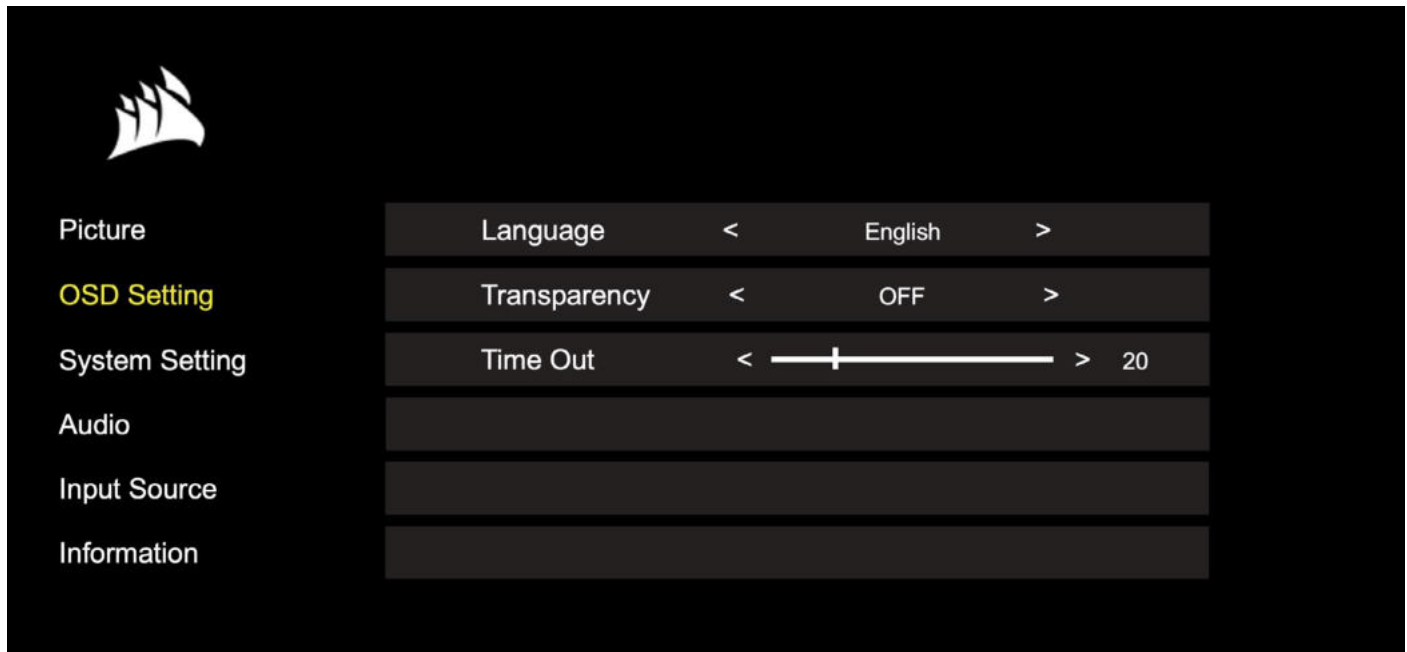 Picture
Language < English >
OSD Setting
Transparency < OFF >
System Setting
Time Out < > 20
Audio
Input Source
Information